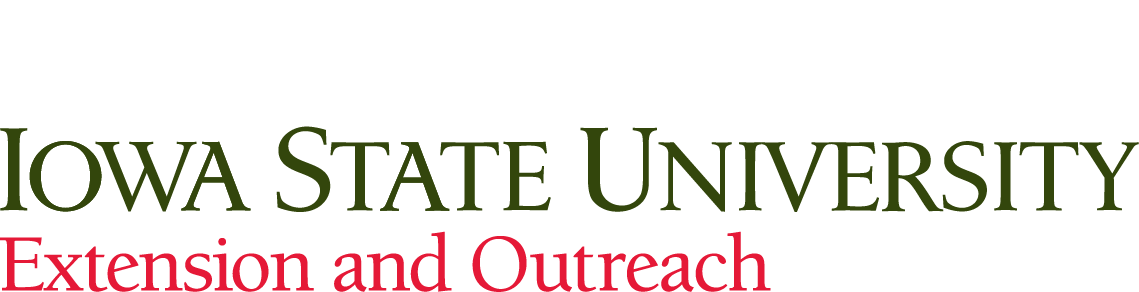 IOWA STATE UNIVERSITY
Extension and Outreach